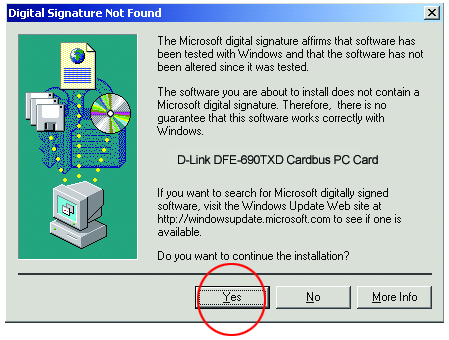 Digital Signature Not Found
The Microsoft digital signature affirms that software has
been tested with Windows and that the software has not
been altered since it was tested.
The software you are about to install does not contain a
Microsoft digital signature. Therefore, there is no
guarantee that this software works correctly with
Windows.
D-Link DFE-690TXD Cardbus PC Card
If you want to search for Microsoft digitally signed
software, visit the Windows Update Web site at
http://windowsupdate.microsoft.com to see if one is
available.
Do you want to continue the installation?
Yes No More Info